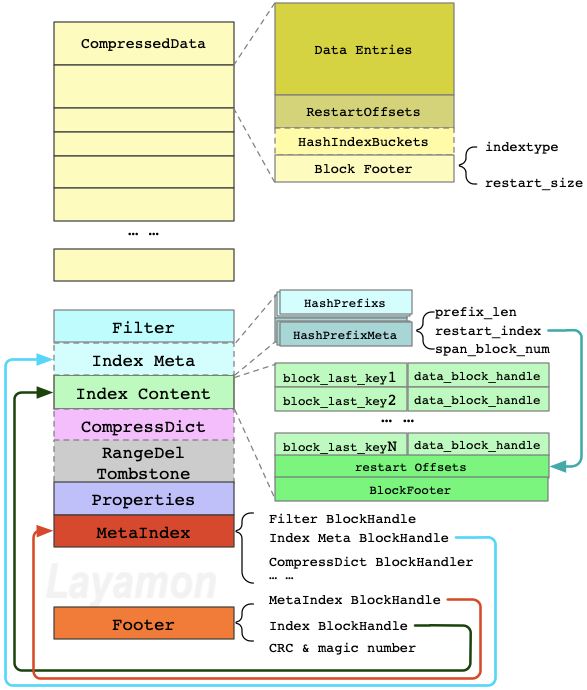 CompressedData
Data Entries
RestartOffsets
HashIndexBuckets
Block Footer
indextype
restart_size
… …
Filter
Index Meta
Index Content
CompressDict
RangeDel
Tombstone
Properties
MetaIndex
HashPrefixs
HashPrefixMeta
prefix_len
restart_index
span_block_num
block_last_key1 data_block_handle
block_last_key2 data_block_handle
… …
block_last_keyN data_block_handle
restart Offsets
BlockFooter
Filter BlockHandle
Index Meta BlockHandle
CompressDict BlockHandler
… …
Layamon
Footer
MetaIndex BlockHandle
Index BlockHandle
CRC & magic number